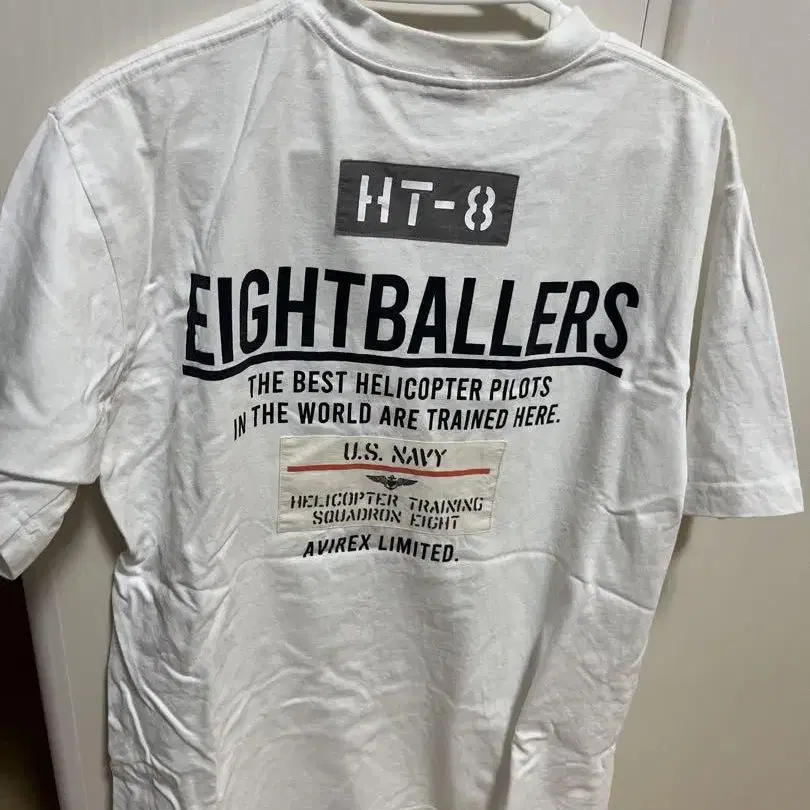 HT-8
EIGHTBALLERS
THE BEST HELICOPTER PILOTS
IN THE WORLD ARE TRAINED HERE.
U.S. NAVY
HELICOPTER TRAINING
SQUADRON EIGHT
AVIREX LIMITED.